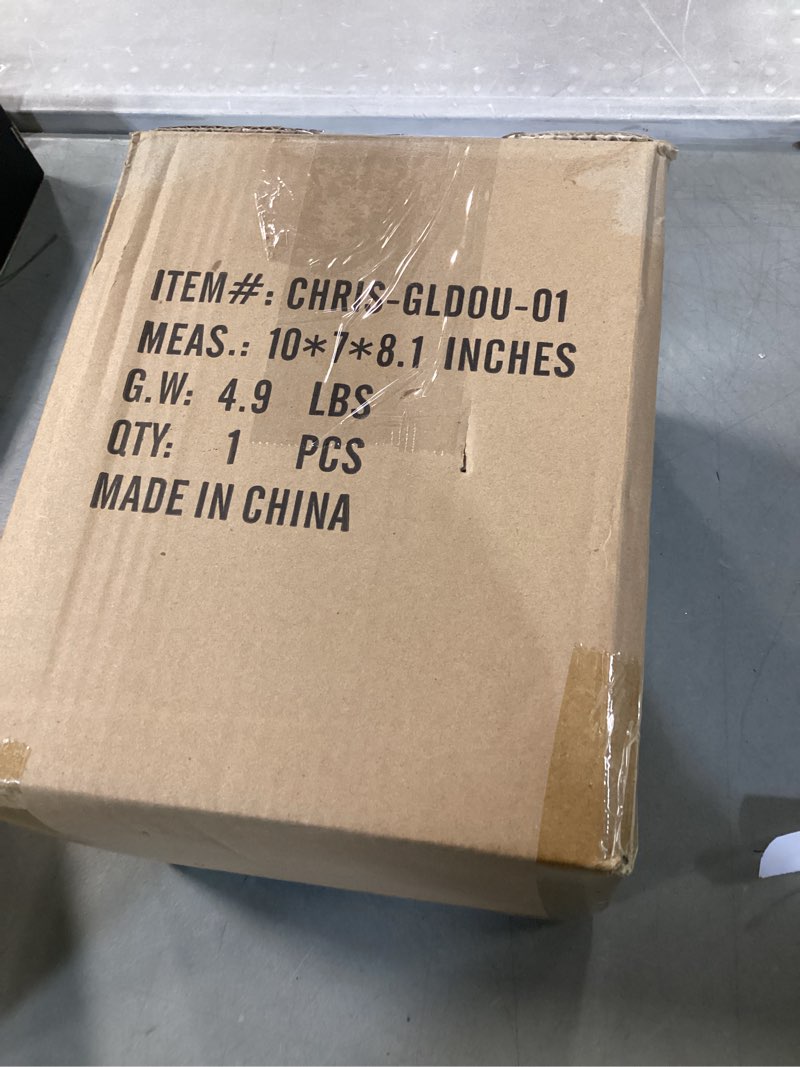 ITEM#: CHRIS-GLDOU-01
MEAS.: 10*7*8.1 INCHES
G.W: 4.9 LBS
QTY: 1 PCS
MADE IN CHINA